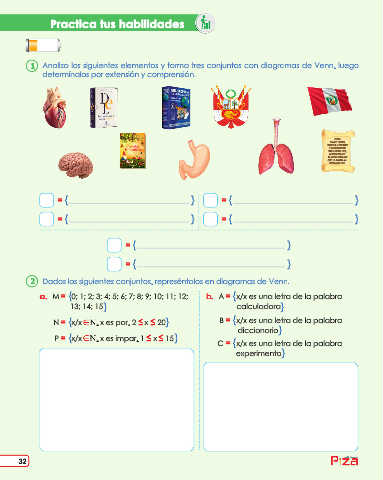 Practica tus habilidades
1 Analiza los siguientes elementos y forma tres conjuntos con diagramas de Venn, luego
determínalos por extensión y comprensión.
= { } = { }
= { } = { }
= { }
= { }
2 Dados los siguientes conjuntos, represéntalos en diagramas de Venn.
a. M = {0; 1; 2; 3; 4; 5; 6; 7; 8; 9; 10; 11; 12;
13; 14; 15}
N = {x/x∈ℕ, x es par, 2 ≤ x ≤ 20}
P = {x/x∈ℕ, x es impar, 1 ≤ x ≤ 15}
b. A = {x/x es una letra de la palabra
calculadora}
B = {x/x es una letra de la palabra
diccionario}
C = {x/x es una letra de la palabra
experimento}
32